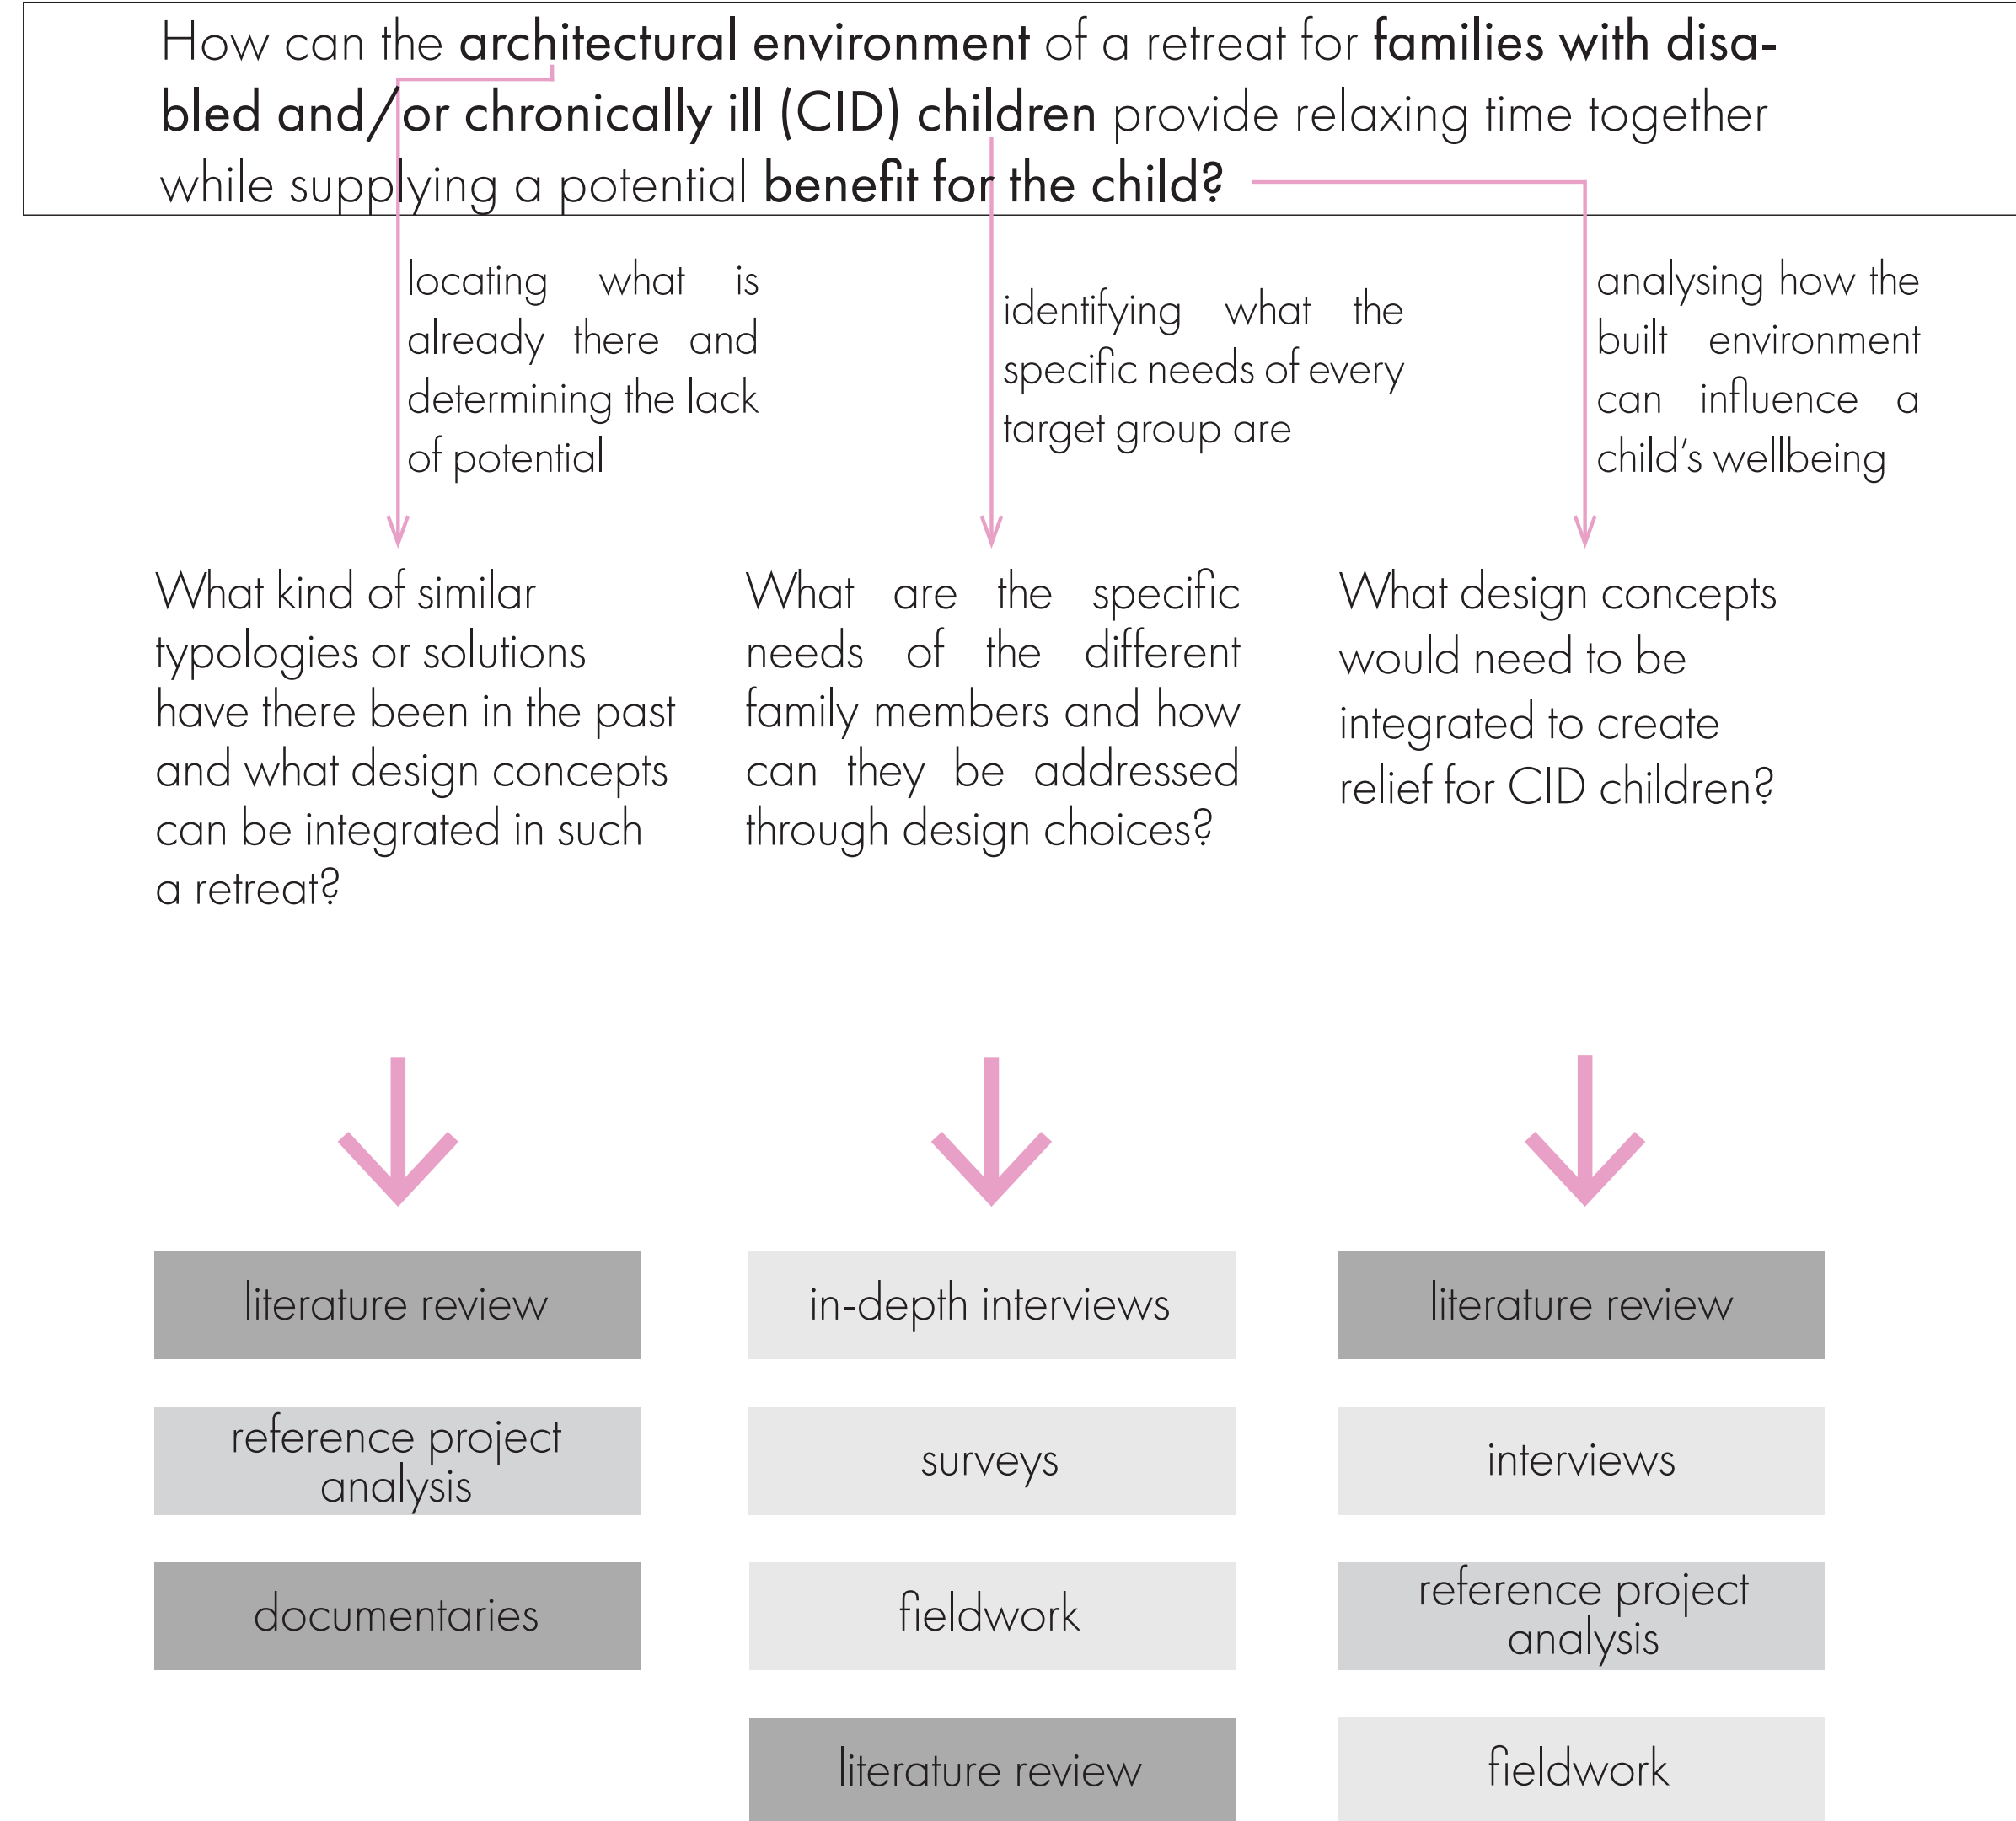 How can the architectural environment of a retreat for families with disa-
bled and/or chronically ill (CID) children provide relaxing time together
while supplying a potential benefit for the child?
locating what is
already there and
determining the lack
of potential
identifying what the
specific needs of every
target group are
analysing how the
built environment
can influence a
child's wellbeing
What kind of similar
typologies or solutions
have there been in the past
and what design concepts
can be integrated in such
a retreat?
What are the specific
needs of the different
family members and how
can they be addressed
through design choices?
What design concepts
would need to be
integrated to create
relief for CID children?
literature review
reference project
analysis
documentaries
in-depth interviews
surveys
fieldwork
literature review
literature review
interviews
reference project
analysis
fieldwork